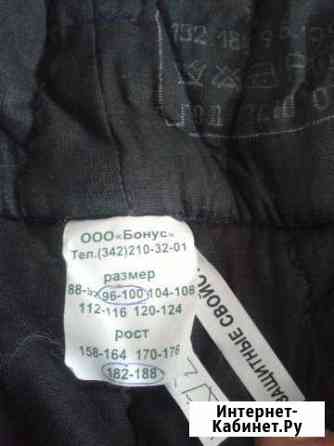 ООО«Бонус»
Тел.(342)210-32-01
размер
96-100 104-108
112-116 120-124
рост
158-164 170-176
182-188
ЗАЩИТНЫЕ
Интернет-
Кабинет.Ру